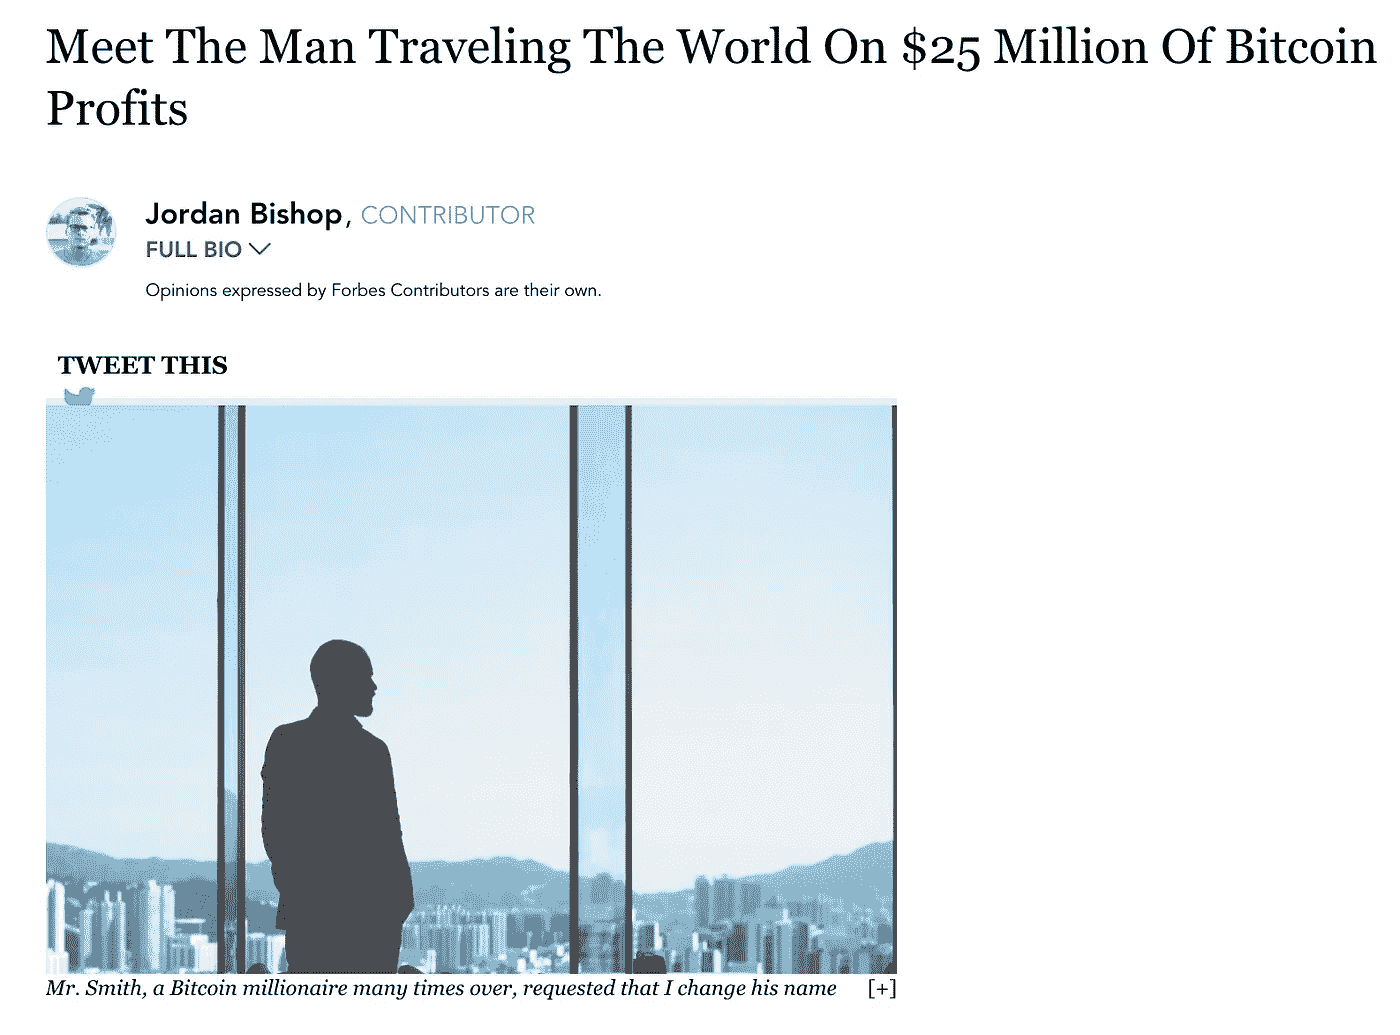 Meet The Man Traveling The World On $25 Million Of Bitcoin
Profits
Jordan Bishop, CONTRIBUTOR
FULL BIO
Opinions expressed by Forbes Contributors are their own.
TWEET THIS
Mr. Smith, a Bitcoin millionaire many times over, requested that I change his name [+]